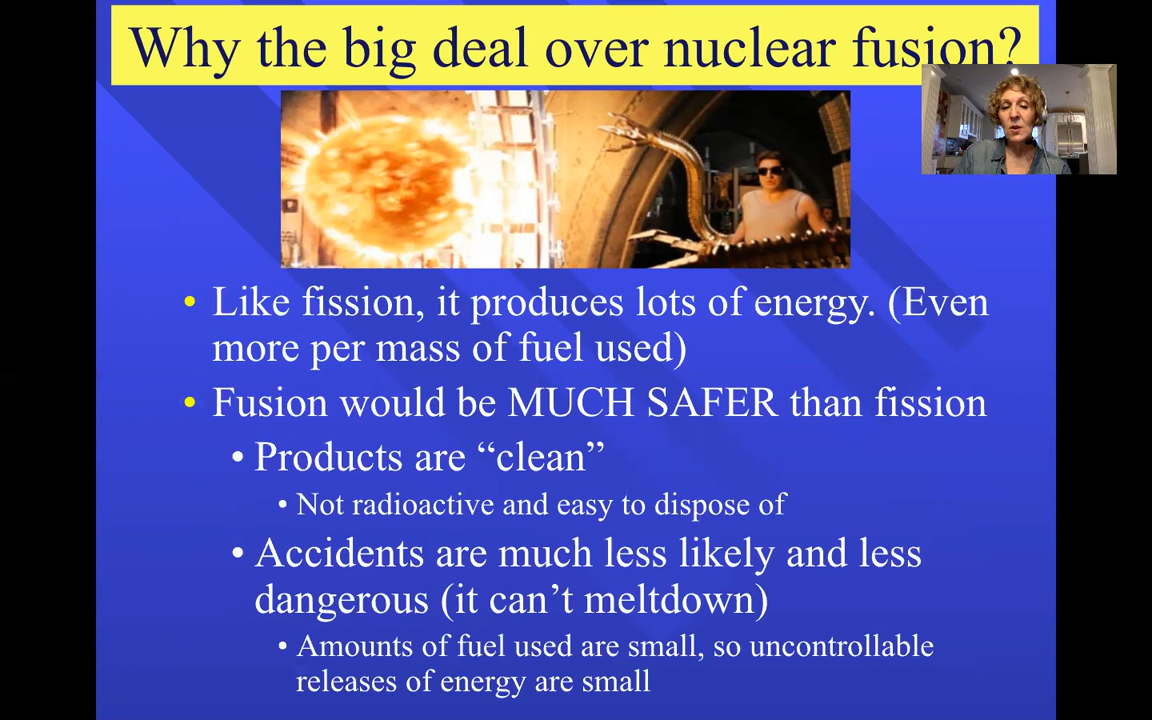 Why the big deal over nuclear fusion?
• Like fission, it produces lots of energy. (Even
more per mass of fuel used)
• Fusion would be MUCH SAFER than fission
• Products are “clean”
• Not radioactive and easy to dispose of
• Accidents are much less likely and less
dangerous (it can’t meltdown)
• Amounts of fuel used are small, so uncontrollable
releases of energy are small